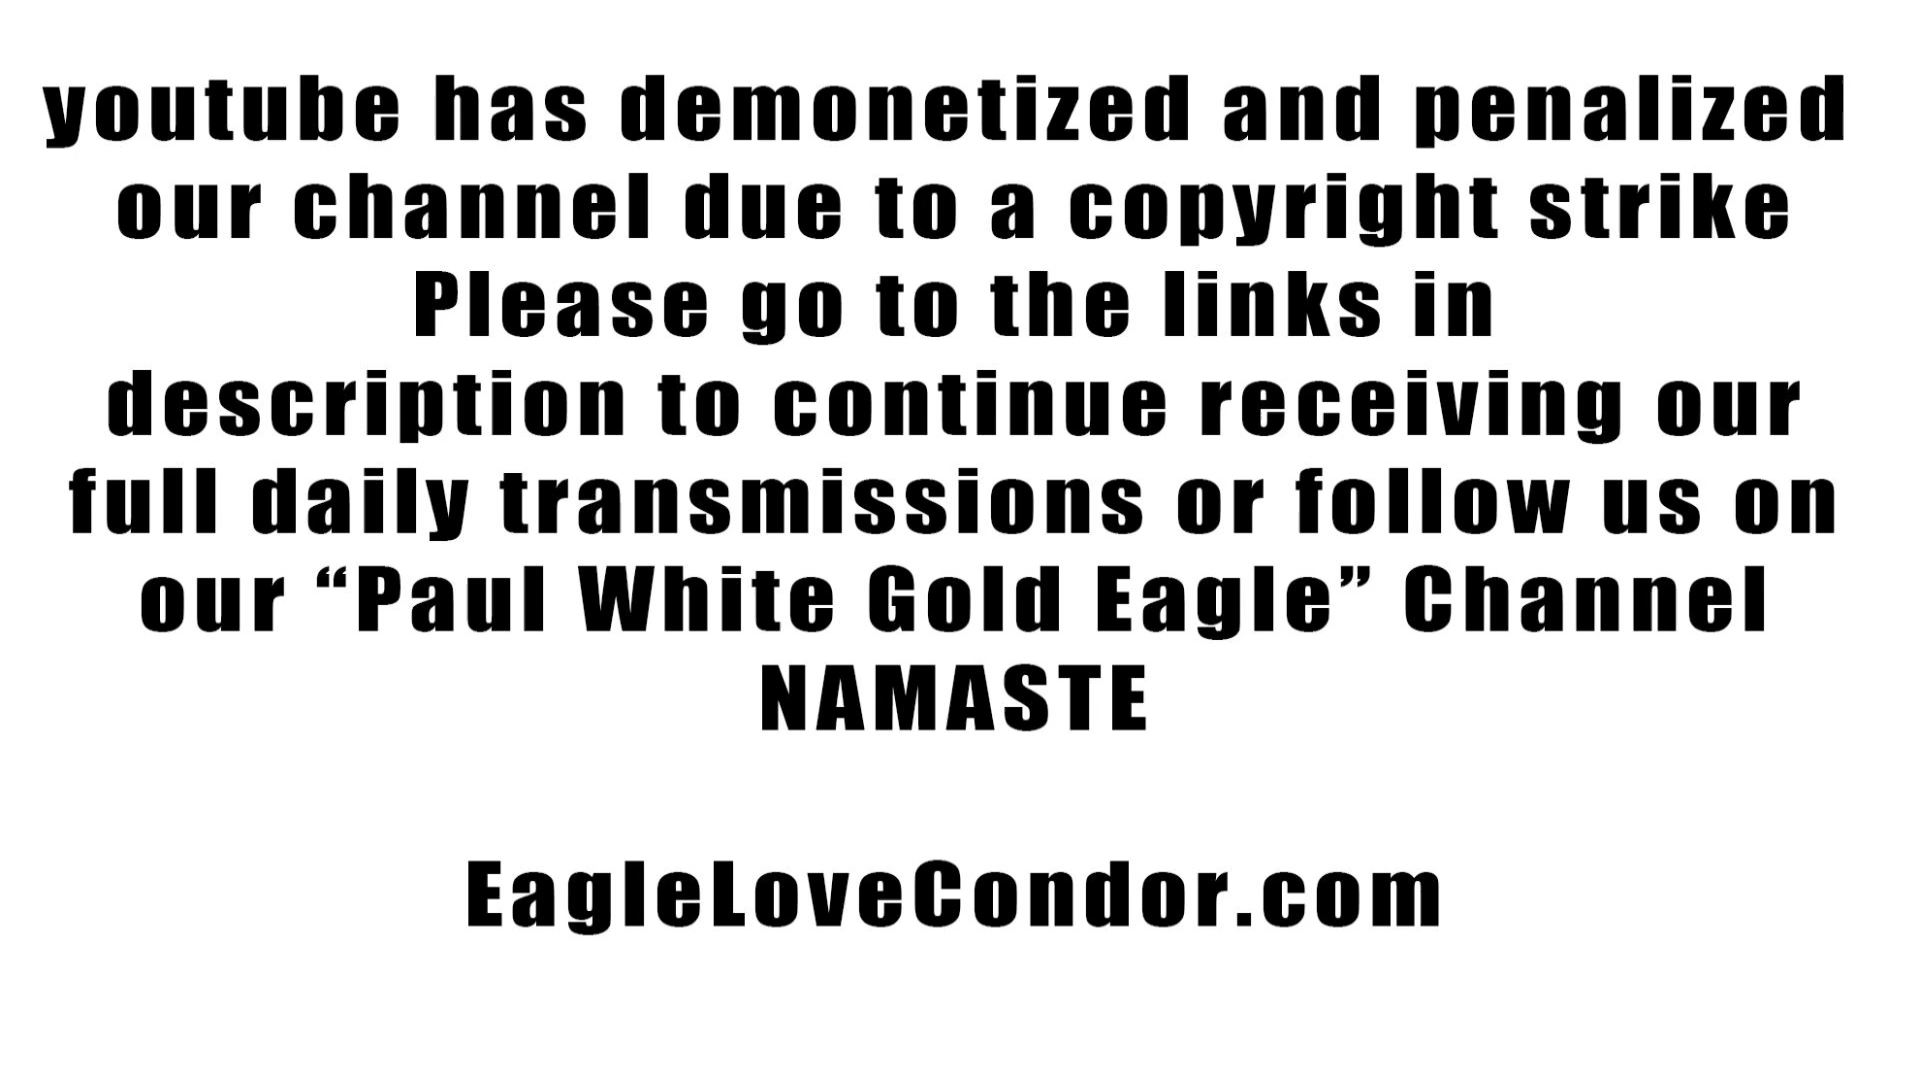 youtube has demonetized and penalized
our channel due to a copyright strike
Please go to the links in
description to continue receiving our
full daily transmissions or follow us on
our “Paul White Gold Eagle” Channel
NAMASTE
EagleLoveCondor.com